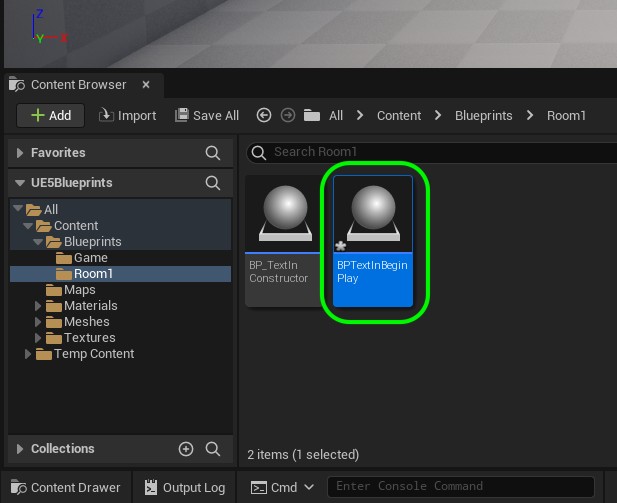 Z
Y X
Content Browser ×
+ Add Import Save All All > Content > Blueprints > Room1
Favorites
UE5Blueprints
All
Content
Blueprints
Game
Room1
Maps
Materials
Meshes
Textures
Temp Content
Collections
Search Room1
BP_TextIn
Constructor
BPTextInBegin
Play
2 items (1 selected)
Content Drawer Output Log Cmd Enter Console Command